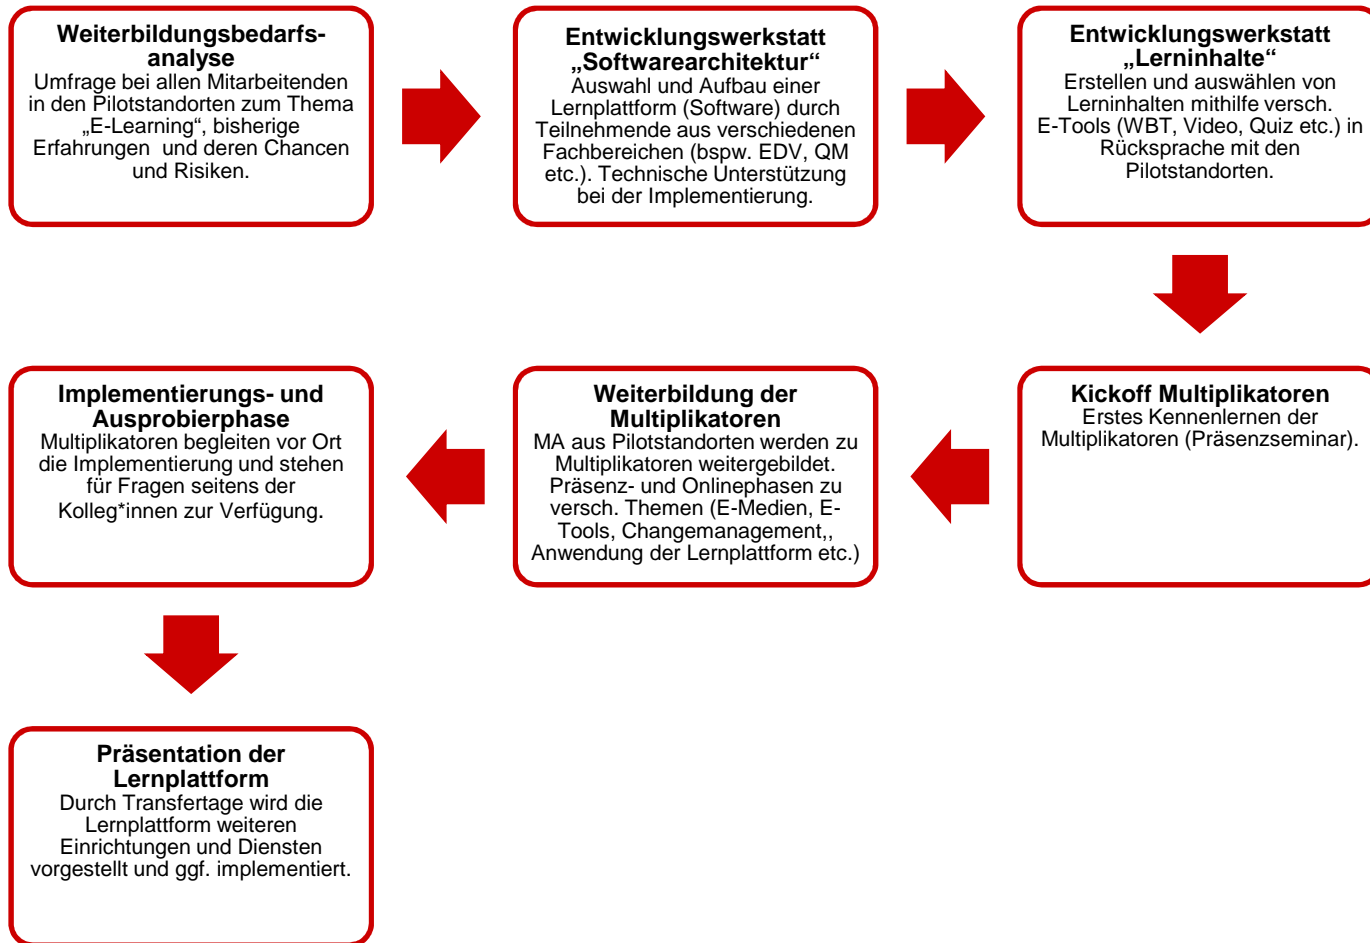 Weiterbildungsbedarfs-
analyse
Umfrage bei allen Mitarbeitenden
in den Pilotstandorten zum Thema
„E-Learning“, bisherige
Erfahrungen  und deren Chancen
und Risiken.
Entwicklungswerkstatt
„Softwarearchitektur“
Auswahl und Aufbau einer
Lernplattform (Software) durch
Teilnehmende aus verschiedenen
Fachbereichen (bspw. EDV, QM
etc.). Technische Unterstützung
bei der Implementierung.
Entwicklungswerkstatt
„Lerninhalte“
Erstellen und auswählen von
Lerninhalten mithilfe versch.
E-Tools (WBT, Video, Quiz etc.) in
Rücksprache mit den
Pilotstandorten.
Kickoff Multiplikatoren
Erstes Kennenlernen der
Multiplikatoren (Präsenzseminar).
Weiterbildung der
Multiplikatoren
MA aus Pilotstandorten werden zu
Multiplikatoren weitergebildet.
Präsenz- und Onlinephasen zu
versch. Themen (E-Medien, E-
Tools, Changemanagement,,
Anwendung der Lernplattform etc.)
Implementierungs- und
Ausprobierphase
Multiplikatoren begleiten vor Ort
die Implementierung und stehen
für Fragen seitens der
Kolleg*innen zur Verfügung.
Präsentation der
Lernplattform
Durch Transfertage wird die
Lernplattform weiteren
Einrichtungen und Diensten
vorgestellt und ggf. implementiert.